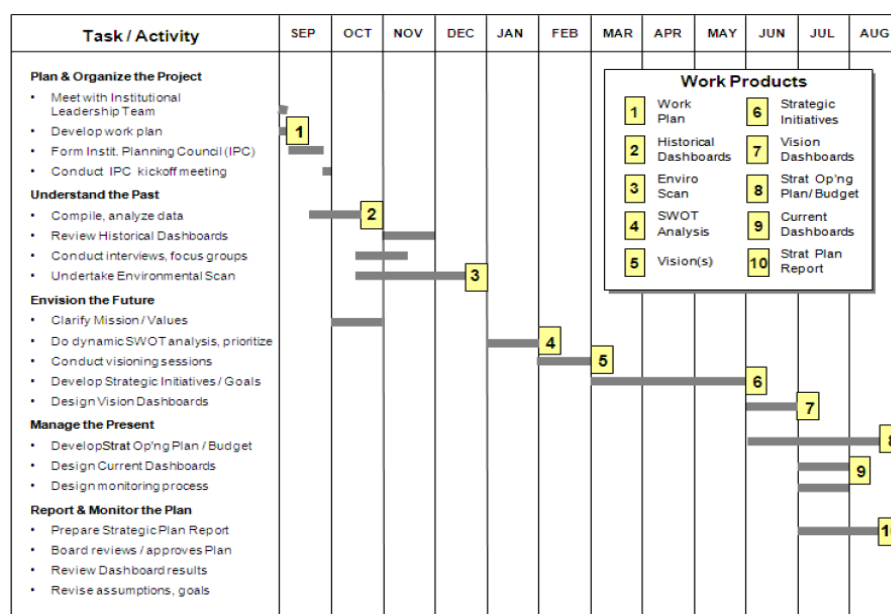 Task / Activity SEP OCT NOV DEC JAN FEB MAR APR MAY JUN JUL AUG
Plan & Organize the Project
• Meet with Institutional
Leadership Team
• Develop work plan 1
• Form Instit. Planning Council (IPC)
• Conduct IPC kickoff meeting
Understand the Past
• Compile, analyze data 2
• Review Historical Dashboards
• Conduct interviews, focus groups
• Undertake Environmental Scan 3
Envision the Future
• Clarify Mission / Values
• Do dynamic SWOT analysis, prioritize 4
• Conduct visioning sessions 5
• Develop Strategic Initiatives / Goals 6
• Design Vision Dashboards 7
Manage the Present
• DevelopStrat Op'ng Plan / Budget 8
• Design Current Dashboards 9
• Design monitoring process
Report & Monitor the Plan
• Prepare Strategic Plan Report 10
• Board reviews / approves Plan
• Review Dashboard results
• Revise assumptions, goals
Work Products
1 Work
Plan
2 Historical
Dashboards
3 Enviro
Scan
4 SWOT
Analysis
5 Vision(s)
6 Strategic
Initiatives
7 Vision
Dashboards
8 Strat Op'ng
Plan/Budget
9 Current
Dashboards
10 Strat Plan
Report